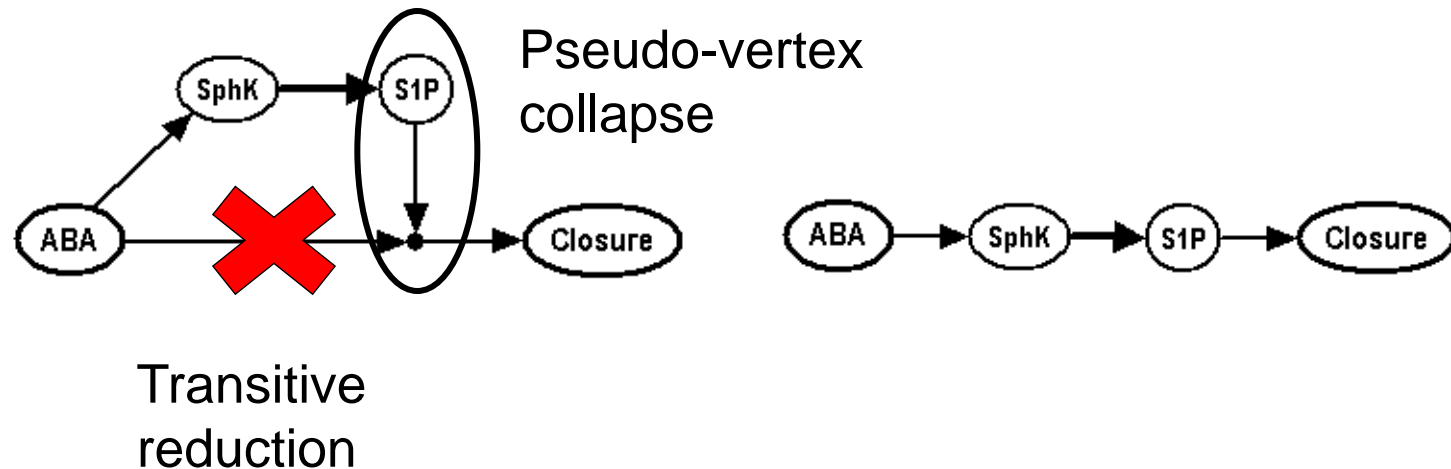 Pseudo-vertex
collapse
SphK
S1P
ABA
Closure
ABA
SphK
S1P
Closure
Transitive
reduction